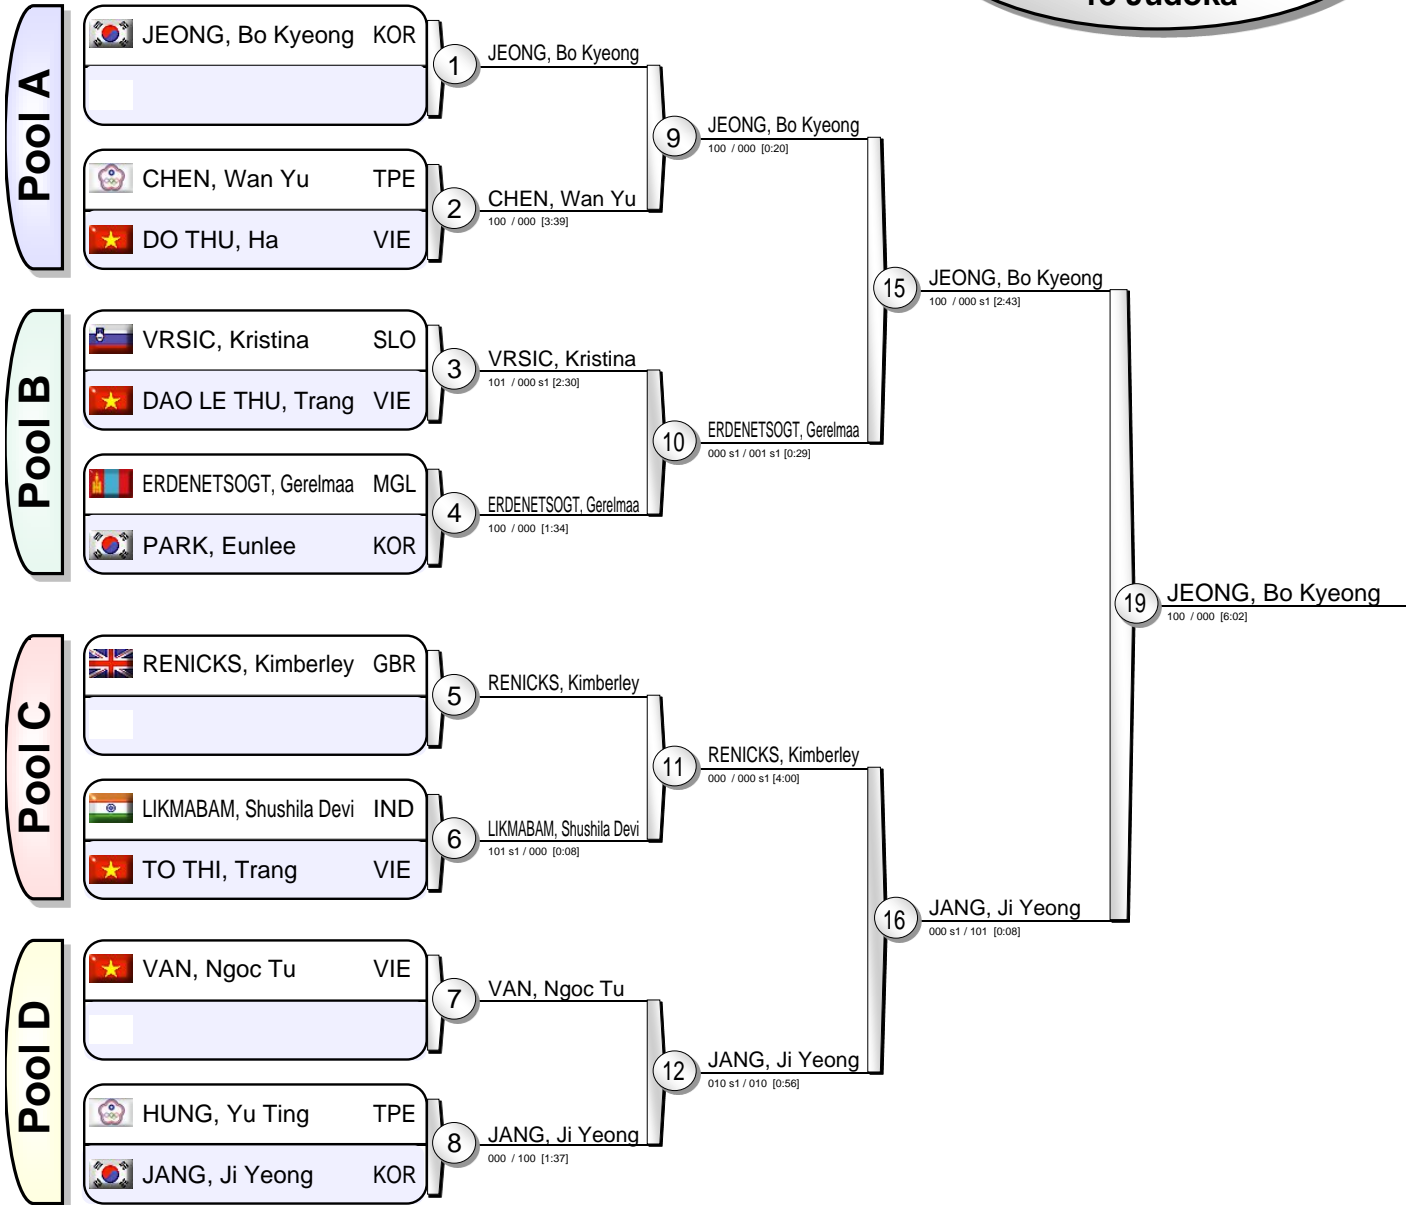 13 Judoka
Pool A
JEONG, Bo Kyeong KOR
1
JEONG, Bo Kyeong
CHEN, Wan Yu TPE
DO THU, Ha VIE
2
CHEN, Wan Yu
100 / 000 [3:39]
9
JEONG, Bo Kyeong
100 / 000 [0:20]
Pool B
VRSIC, Kristina SLO
DAO LE THU, Trang VIE
3
VRSIC, Kristina
101 / 000 s1 [2:30]
ERDENETSOGT, Gerelmaa MGL
PARK, Eunlee KOR
4
ERDENETSOGT, Gerelmaa
100 / 000 [1:34]
10
ERDENETSOGT, Gerelmaa
000 s1 / 001 s1 [0:29]
15
JEONG, Bo Kyeong
100 / 000 s1 [2:43]
Pool C
RENICKS, Kimberley GBR
5
RENICKS, Kimberley
LIKMABAM, Shushila Devi IND
TO THI, Trang VIE
6
LIKMABAM, Shushila Devi
101 s1 / 000 [0:08]
11
RENICKS, Kimberley
000 / 000 s1 [4:00]
Pool D
VAN, Ngoc Tu VIE
7
VAN, Ngoc Tu
HUNG, Yu Ting TPE
JANG, Ji Yeong KOR
8
JANG, Ji Yeong
000 / 100 [1:37]
12
JANG, Ji Yeong
010 s1 / 010 [0:56]
16
JANG, Ji Yeong
000 s1 / 101 [0:08]
19
JEONG, Bo Kyeong
100 / 000 [6:02]